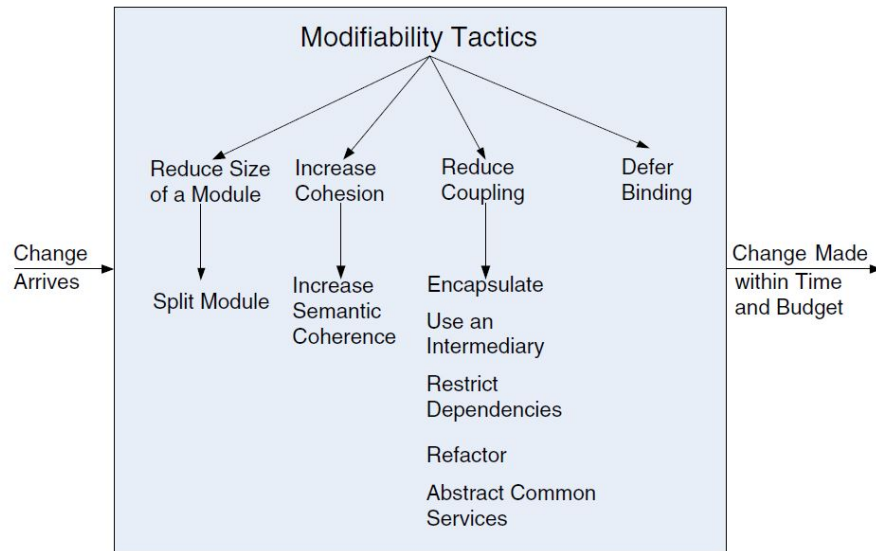 Modifiability Tactics
Reduce Size
of a Module
Increase
Cohesion
Reduce
Coupling
Defer
Binding
Change
Arrives
Split Module
Increase
Semantic
Coherence
Encapsulate
Use an
Intermediary
Restrict
Dependencies
Refactor
Abstract Common
Services
Change Made
within Time
and Budget